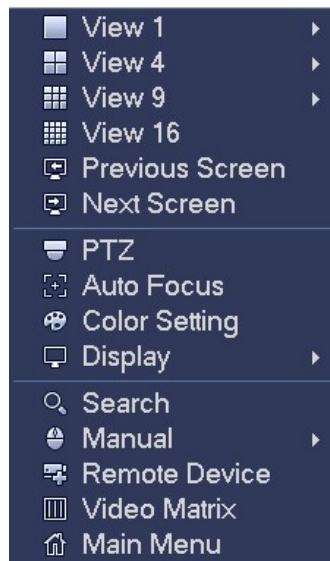 View 1
View 4
View 9
View 16
Previous Screen
Next Screen
PTZ
Auto Focus
Color Setting
Display
Search
Manual
Remote Device
Video Matrix
Main Menu